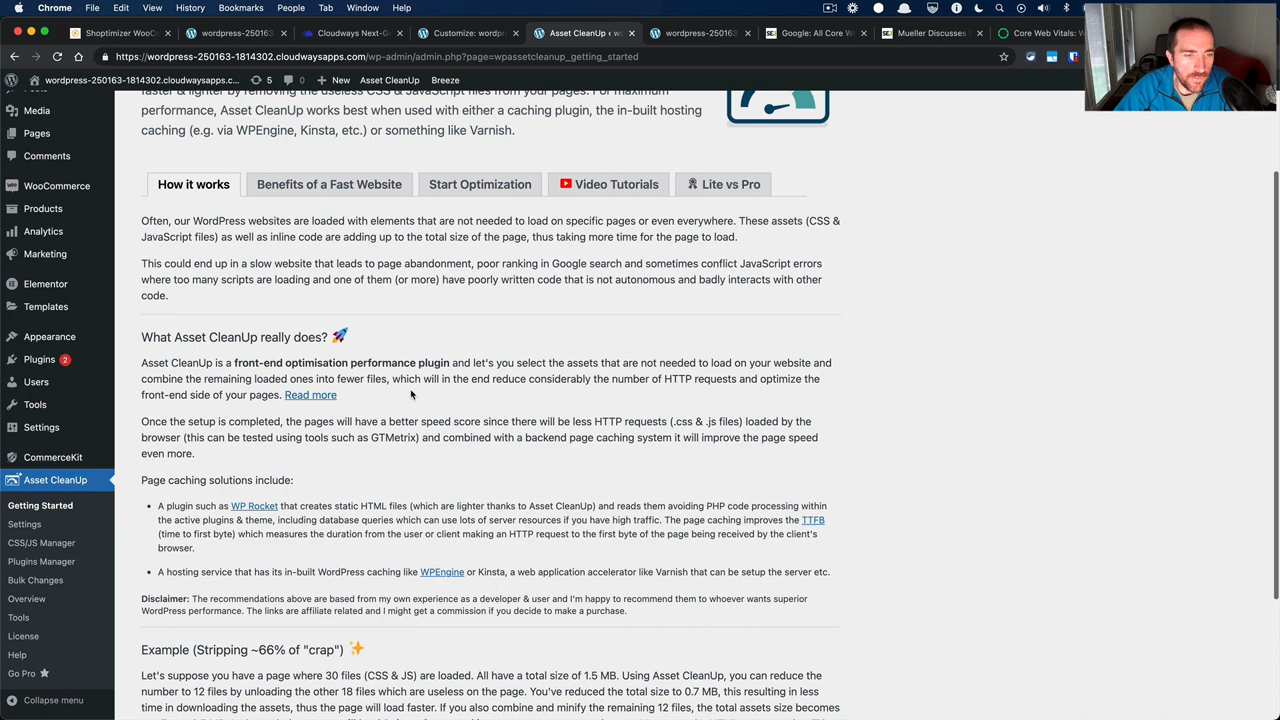 Chrome File Edit View History Bookmarks People Tab Window Help
Shoptimizer WooCo
wordpress-250163-181430
Cloudways Next-G
Customize: wordpr
Asset CleanUp ‹ wo
wordpress-250163
Google: All Core W
Mueller Discusses
Core Web Vitals:
https://wordpress-250163-1814302.cloudwaysapps.com/wp-admin/admin.php?page=wpassetcleanup_getting_started
wordpress-250163-1814302.cloudwaysapps.c... 5 0 New Asset CleanUp Breeze
Posts
Media
Pages
Comments
WooCommerce
Products
Analytics
Marketing
Elementor
Templates
Appearance
Plugins 2
Users
Tools
Settings
CommerceKit
Asset CleanUp
Getting Started
Settings
CSS/JS Manager
Plugins Manager
Bulk Changes
Overview
Tools
License
Help
Go Pro
Collapse menu
faster & lighter by removing the useless CSS & JavaScript files from your pages. For maximum
performance, Asset CleanUp works best when used with either a caching plugin, the in-built hosting
caching (e.g. via WPEngine, Kinsta, etc.) or something like Varnish.
How it works Benefits of a Fast Website Start Optimization Video Tutorials Lite vs Pro
Often, our WordPress websites are loaded with elements that are not needed to load on specific pages or even everywhere. These assets (CSS &
JavaScript files) as well as inline code are adding up to the total size of the page, thus taking more time for the page to load.
This could end up in a slow website that leads to page abandonment, poor ranking in Google search and sometimes conflict JavaScript errors
where too many scripts are loading and one of them (or more) have poorly written code that is not autonomous and badly interacts with other
code.
What Asset CleanUp really does?
Asset CleanUp is a front-end optimisation performance plugin and let's you select the assets that are not needed to load on your website and
combine the remaining loaded ones into fewer files, which will in the end reduce considerably the number of HTTP requests and optimize the
front-end side of your pages. Read more
Once the setup is completed, the pages will have a better speed score since there will be less HTTP requests (.css & .js files) loaded by the
browser (this can be tested using tools such as GTMetrix) and combined with a backend page caching system it will improve the page speed
even more.
Page caching solutions include:
• A plugin such as WP Rocket that creates static HTML files (which are lighter thanks to Asset CleanUp) and reads them avoiding PHP code processing within
the active plugins & theme, including database queries which can use lots of server resources if you have high traffic. The page caching improves the TTFB
(time to first byte) which measures the duration from the user or client making an HTTP request to the first byte of the page being received by the client's
browser.
• A hosting service that has its in-built WordPress caching like WPEngine or Kinsta, a web application accelerator like Varnish that can be setup the server etc.
Disclaimer: The recommendations above are based from my own experience as a developer & user and I'm happy to recommend them to whoever wants superior
WordPress performance. The links are affiliate related and I might get a commission if you decide to make a purchase.
Example (Stripping ~66% of "crap")
Let's suppose you have a page where 30 files (CSS & JS) are loaded. All have a total size of 1.5 MB. Using Asset CleanUp, you can reduce the
number to 12 files by unloading the other 18 files which are useless on the page. You've reduced the total size to 0.7 MB, this resulting in less
time in downloading the assets, thus the page will load faster. If you also combine and minify the remaining 12 files, the total assets size becomes